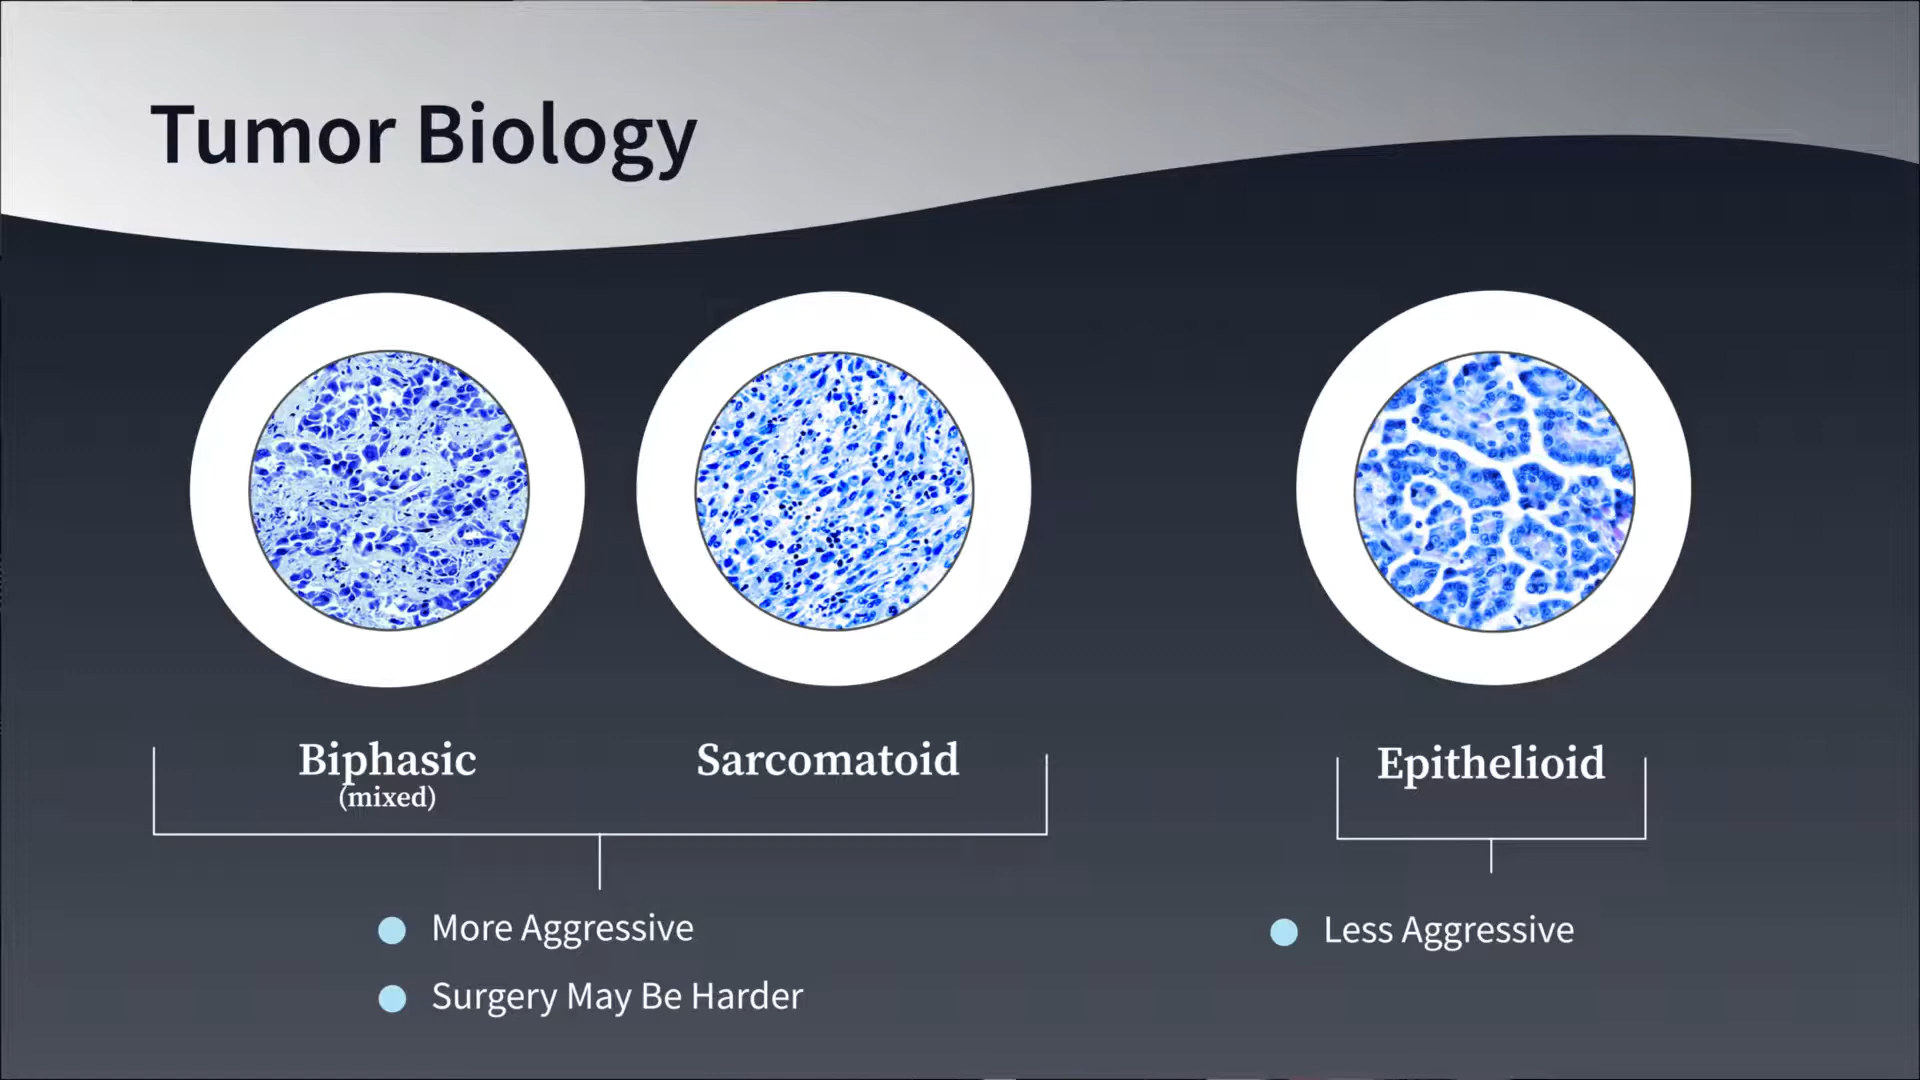 Tumor Biology
Biphasic
(mixed)
Sarcomatoid
Epithelioid
More Aggressive
Surgery May Be Harder
Less Aggressive